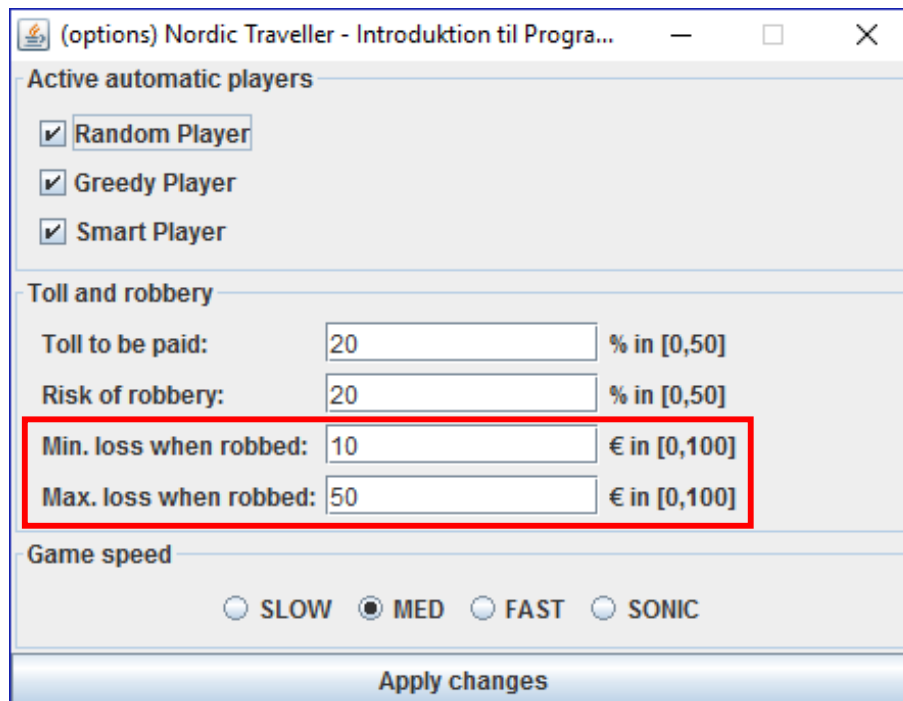 (options) Nordic Traveller - Introduktion til Progra...
Active automatic players
Random Player
Greedy Player
Smart Player
Toll and robbery
Toll to be paid: 20 % in [0,50]
Risk of robbery: 20 % in [0,50]
Min. loss when robbed: 10 € in [0,100]
Max. loss when robbed: 50 € in [0,100]
Game speed
SLOW MED FAST SONIC
Apply changes